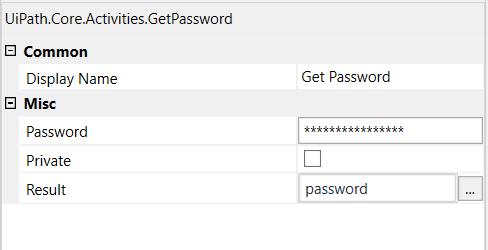 UiPath.Core.Activities.GetPassword
Common
Display Name Get Password
Misc
Password ****************
Private
Result password ...